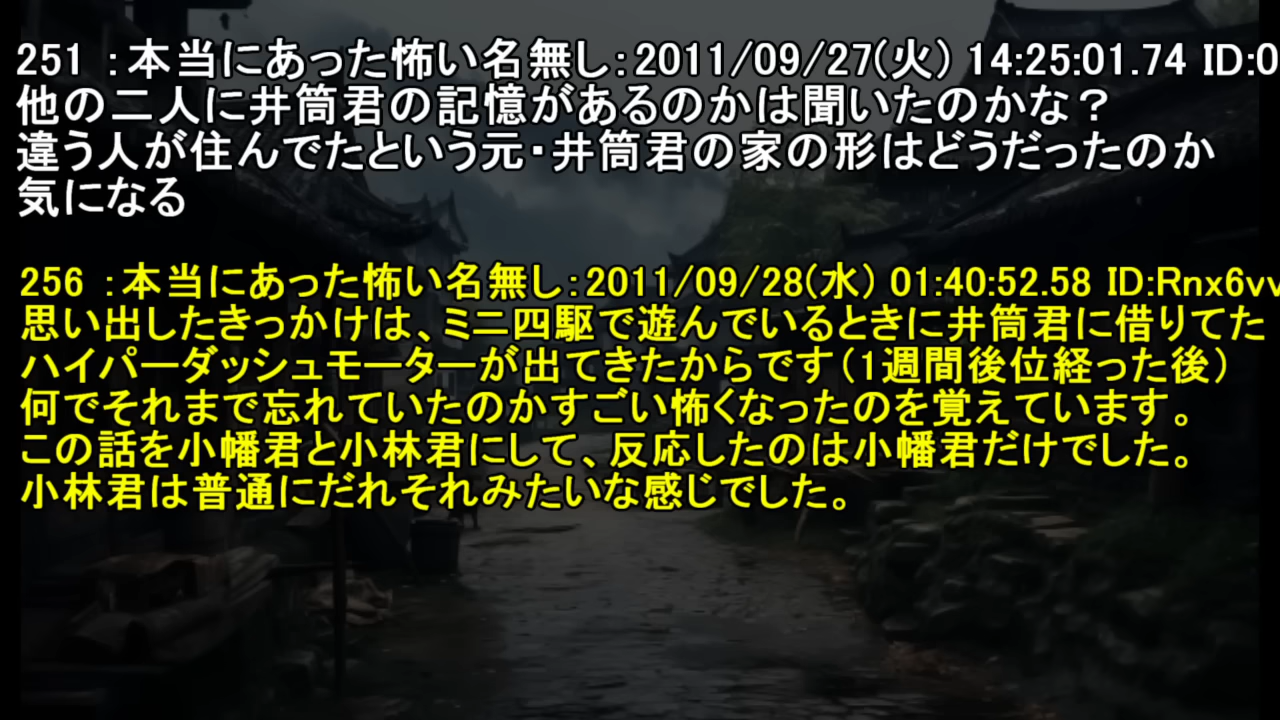 251 ：本当にあった怖い名無し：2011/09/27(火) 14:25:01.74 ID:0
他の二人に井筒君の記憶があるのかは聞いたのかな？
違う人が住んでたという元・井筒君の家の形はどうだったのか
気になる
256 ：本当にあった怖い名無し：2011/09/28(水) 01:40:52.58 ID:Rnx6vv
思い出したきっかけは、ミニ四駆で遊んでいるときに井筒君に借りてた
ハイパーダッシュモーターが出てきたからです（1週間後位経った後）
何でそれまで忘れていたのかすごい怖くなったのを覚えています。
この話を小幡君と小林君にして、反応したのは小幡君だけでした。
小林君は普通にだれそれみたいな感じでした。